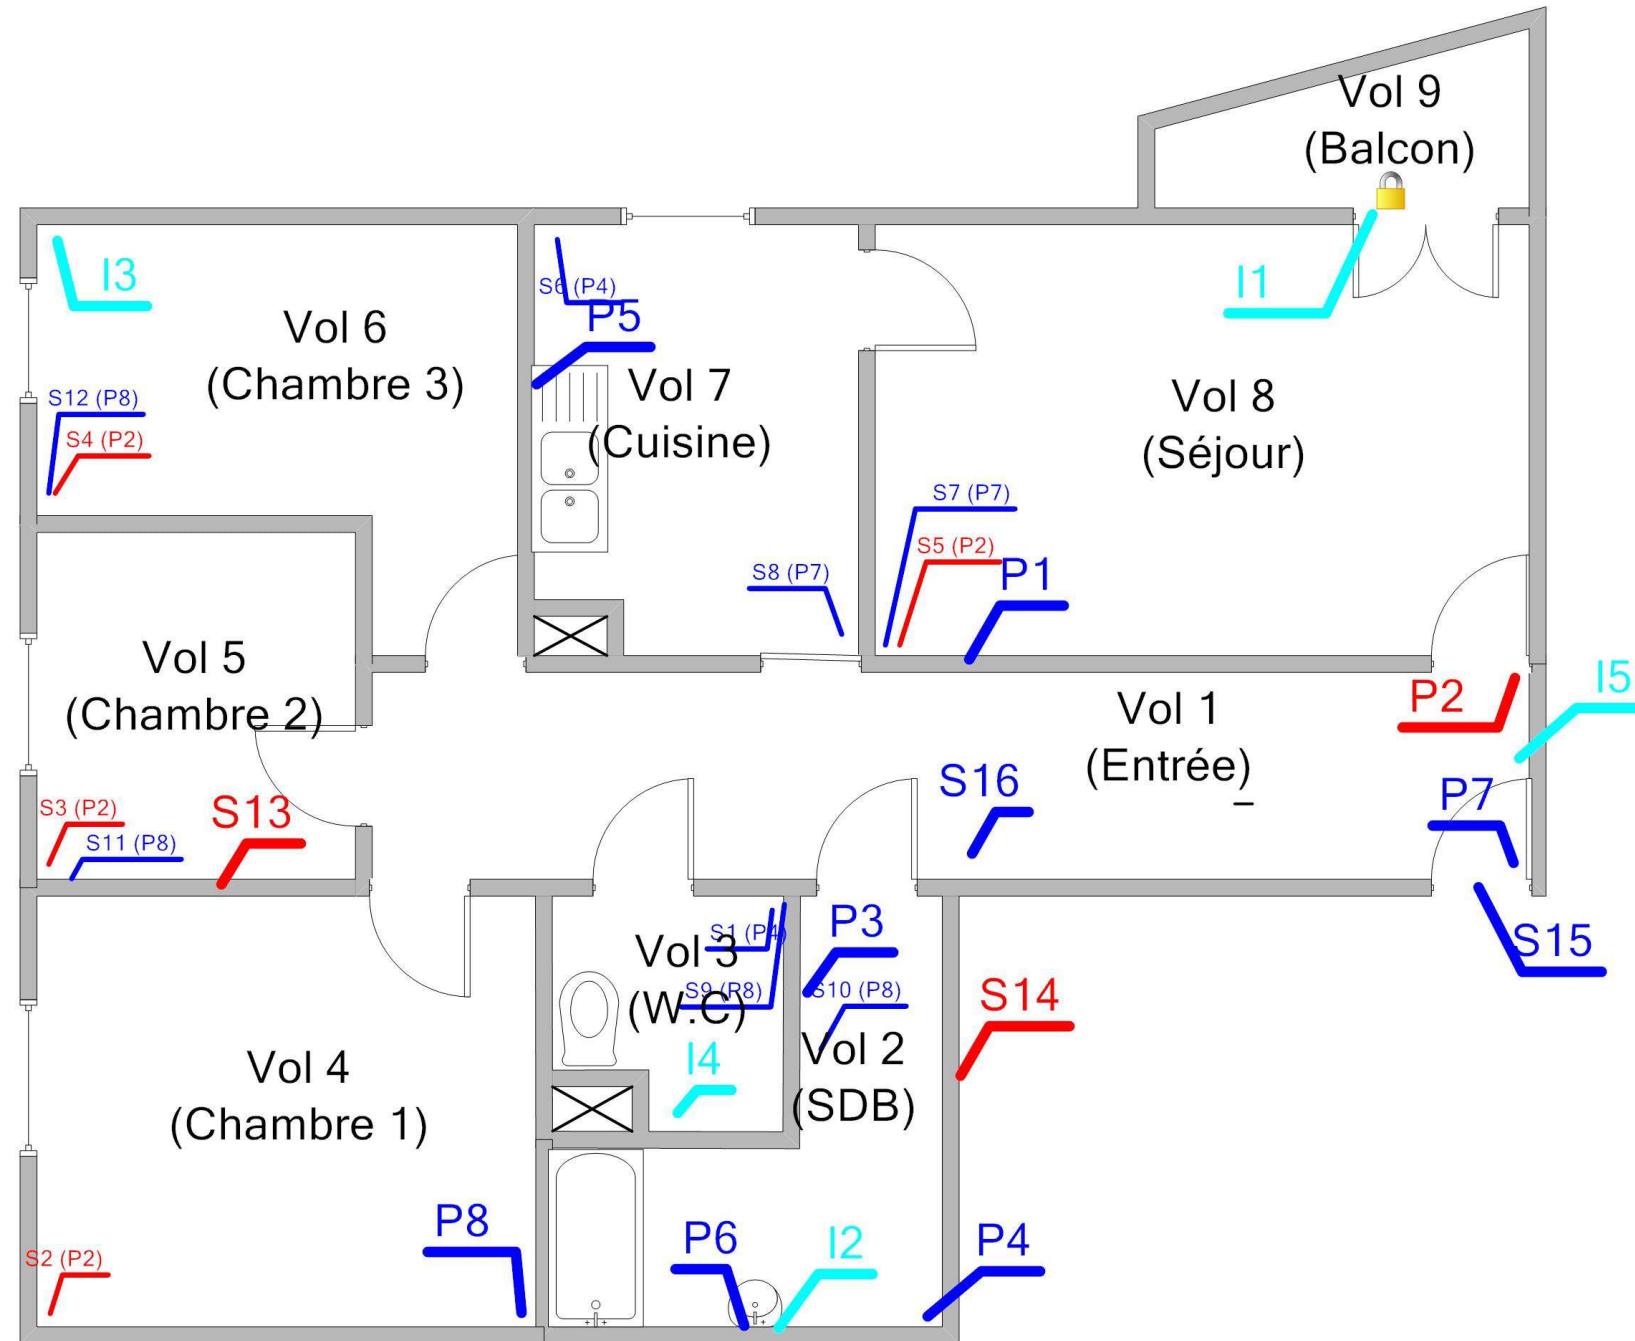 Vol 9
(Balcon)
I3
I1
S6 (P4)
P5
Vol 6
(Chambre 3)
Vol 7
(Cuisine)
Vol 8
(Séjour)
S12 (P8)
S4 (P2)
S7 (P7)
S5 (P2)
S8 (P7)
P1
Vol 5
(Chambre 2)
Vol 1
(Entrée)
P2
I5
S16
P7
S3 (P2)
S11 (P8)
S13
S1 (P4)
P3
S15
Vol 3
(W.C)
S9 (P8)
S10 (P8)
S14
I4
Vol 2
(SDB)
Vol 4
(Chambre 1)
P8
P6
I2
P4
S2 (P2)